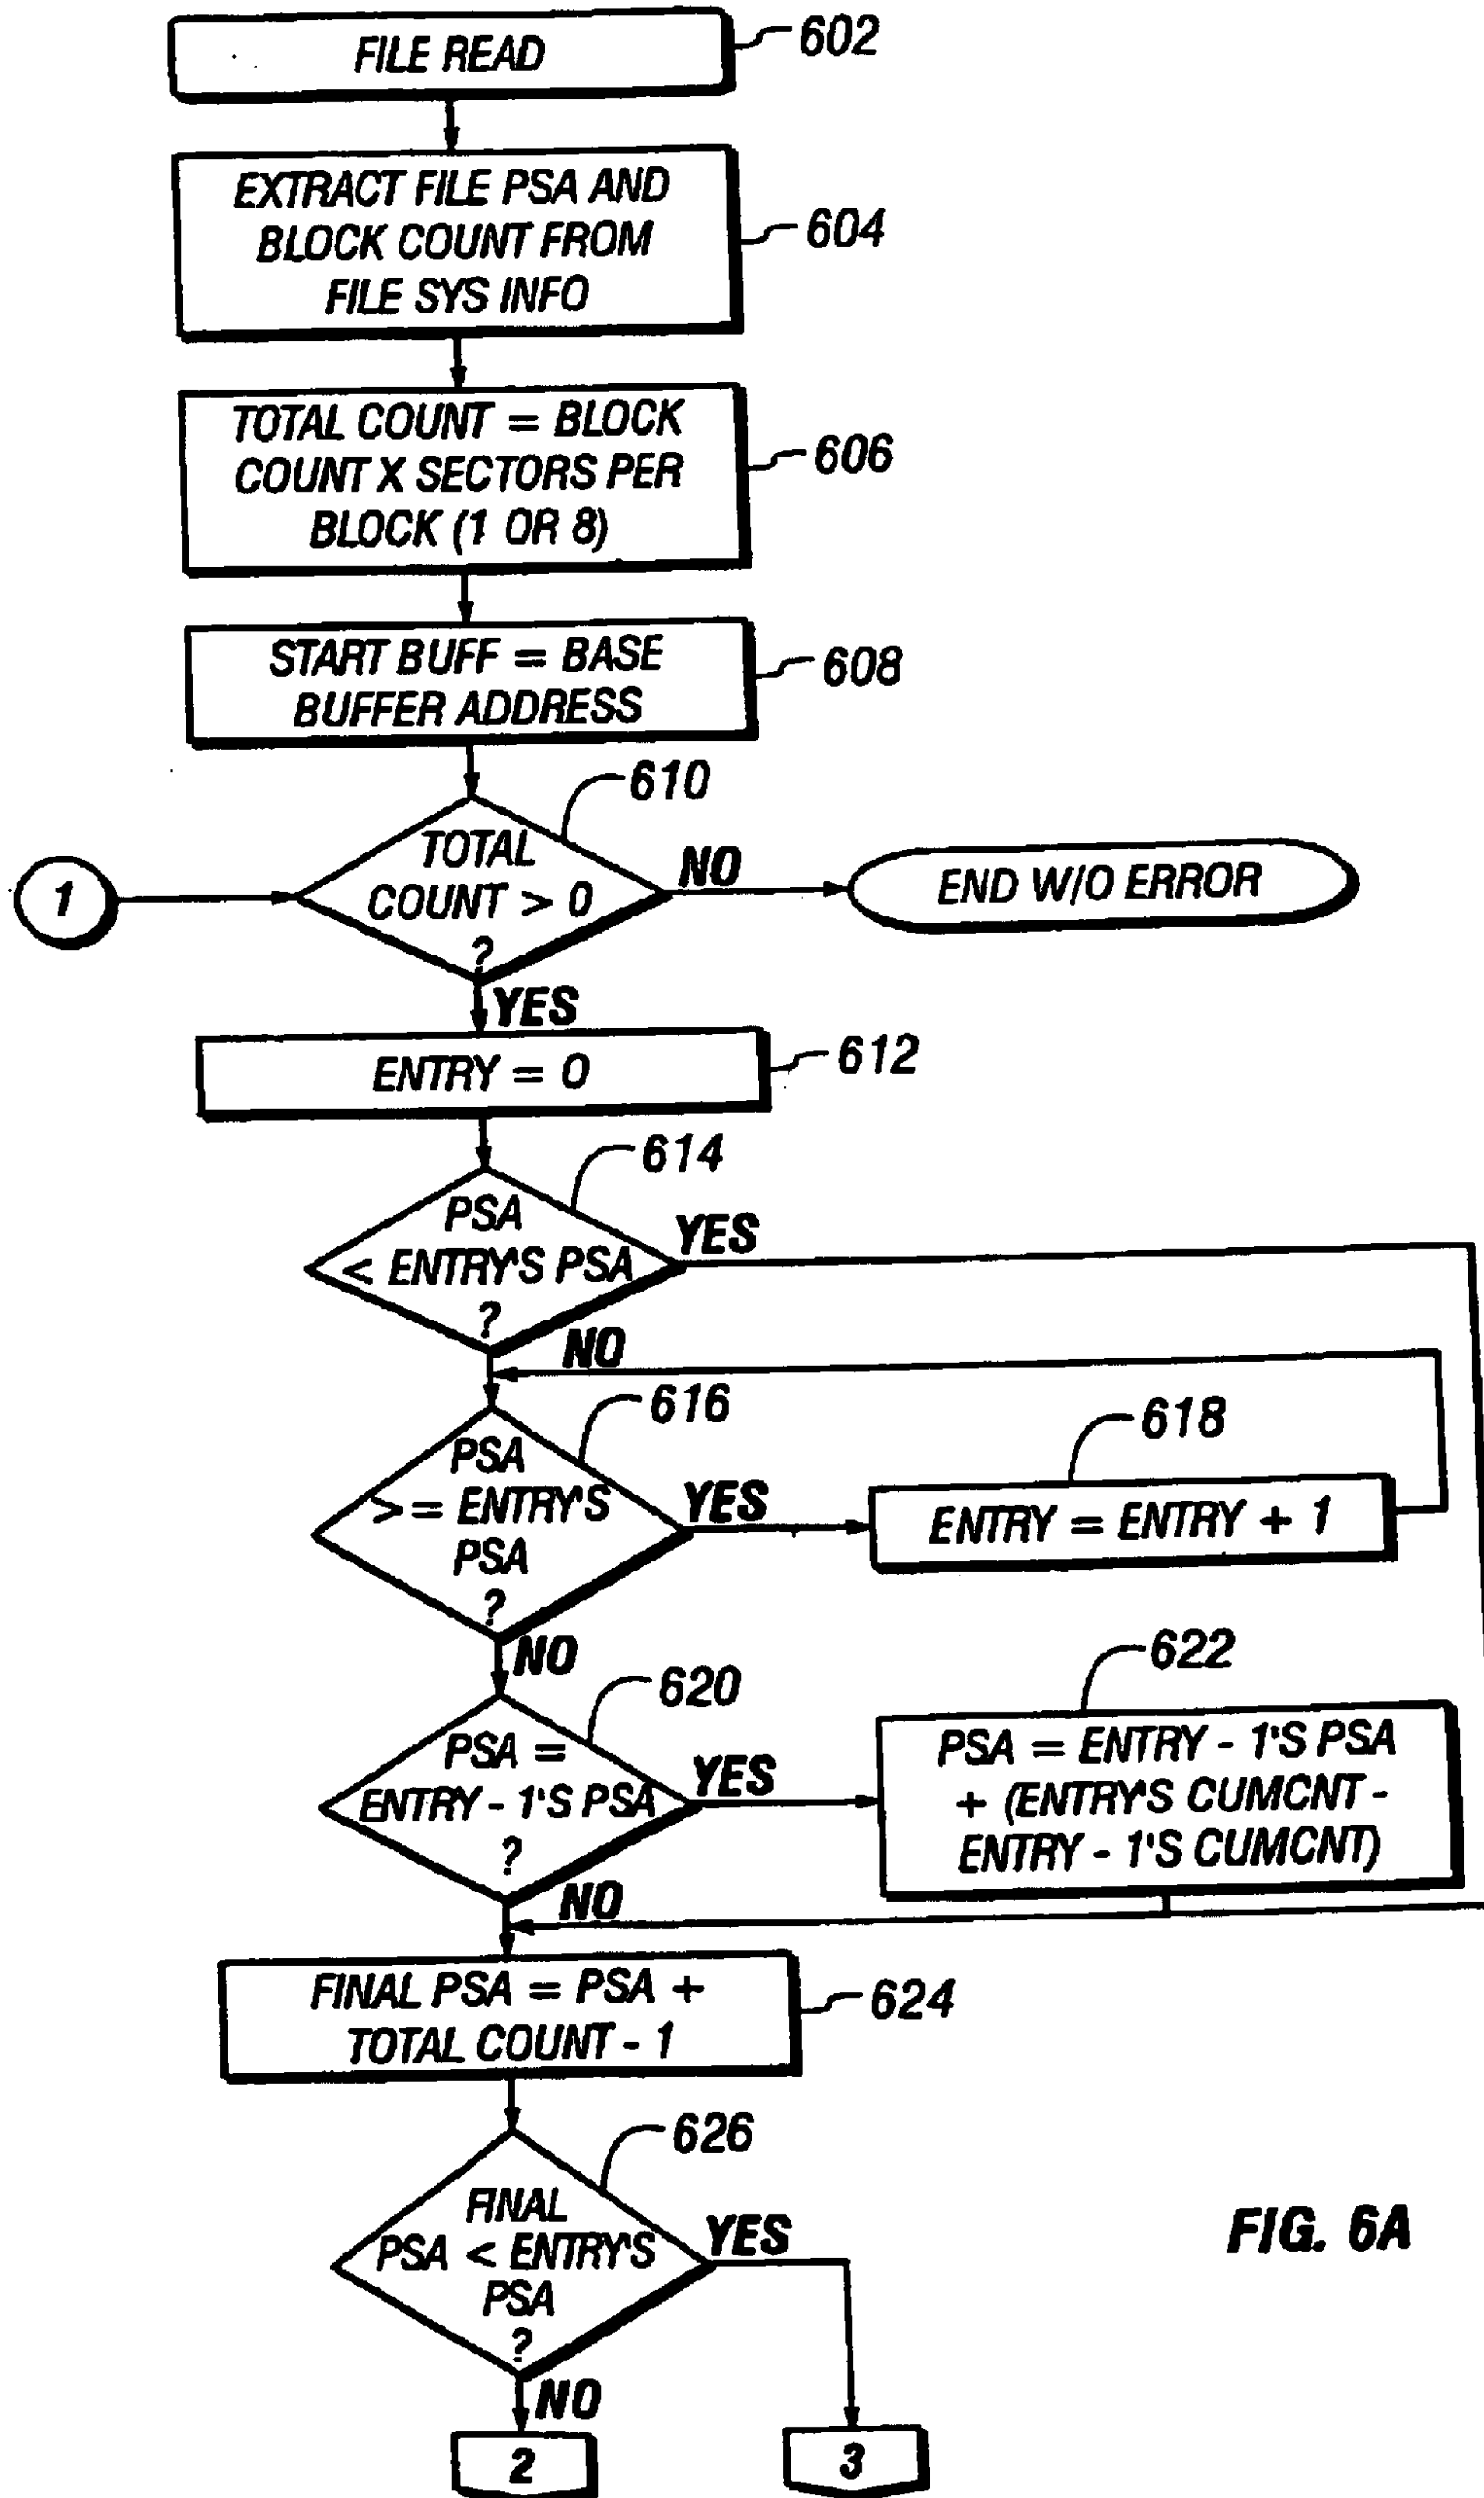 FILE READ
602
EXTRACT FILE PSA AND
BLOCK COUNT FROM
FILE SYS INFO
604
TOTAL COUNT = BLOCK
COUNT X SECTORS PER
BLOCK (1 OR 8)
606
START BUFF = BASE
BUFFER ADDRESS
608
610
TOTAL
COUNT > 0
?
NO
END W/O ERROR
1
YES
ENTRY = 0
612
614
PSA
< ENTRY'S PSA
?
YES
NO
616
PSA
>= ENTRY'S
PSA
?
YES
618
ENTRY = ENTRY + 1
NO
620
PSA =
ENTRY - 1'S PSA
?
YES
622
PSA = ENTRY - 1'S PSA
+ (ENTRY'S CUMCNT -
ENTRY - 1'S CUMCNT)
NO
FINAL PSA = PSA +
TOTAL COUNT - 1
624
626
FINAL
PSA < ENTRY'S
PSA
?
YES
NO
2
3
FIG. 6A